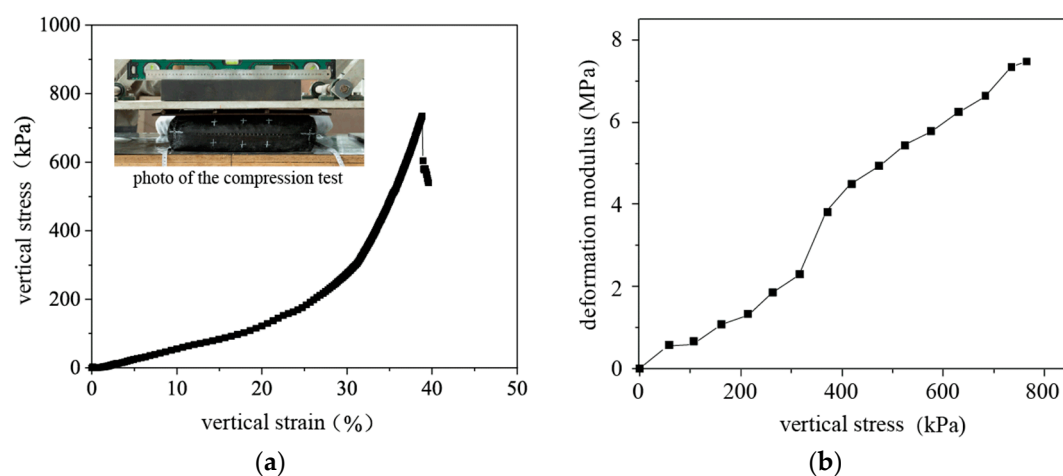 1000
800
600
400
200
0
0 10 20 30 40 50
vertical stress (kPa)
vertical strain (%)
photo of the compression test
(a)
8
6
4
2
0
0 200 400 600 800
deformation modulus (MPa)
vertical stress (kPa)
(b)